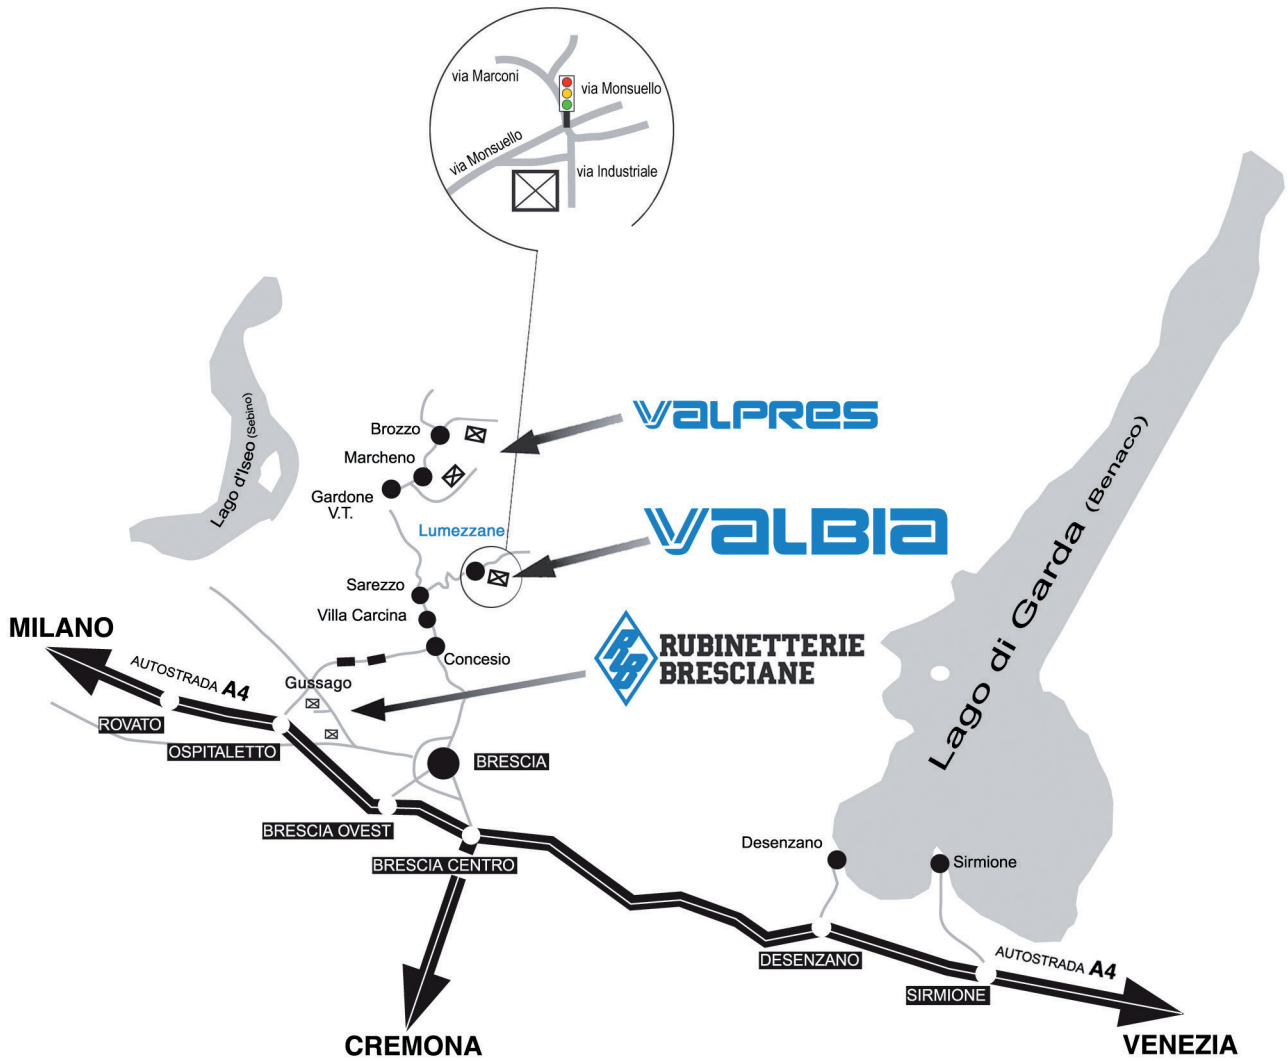 via Marconi
via Monsuello
via Monsuello
via Industriale
Lago d'Iseo (Sebino)
Brozzo
Marcheno
Gardone
V.T.
VALPRES
Lumezzane
VALBIA
Sarezzo
Villa Carcina
Concesio
RB
RUBINETTERIE
BRESCIANE
Lago di Garda (Benaco)
MILANO
AUTOSTRADA A4
Gussago
ROVATO
OSPITALETTO
BRESCIA
BRESCIA OVEST
BRESCIA CENTRO
Desenzano
Sirmione
DESENZANO
AUTOSTRADA A4
SIRMIONE
CREMONA
VENEZIA